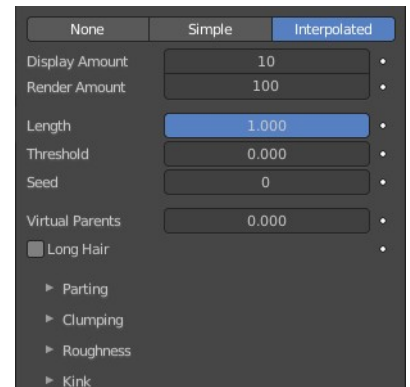 None Simple Interpolated
Display Amount 10
Render Amount 100
Length 1.000
Threshold 0.000
Seed 0
Virtual Parents 0.000
Long Hair
Parting
Clumping
Roughness
Kink